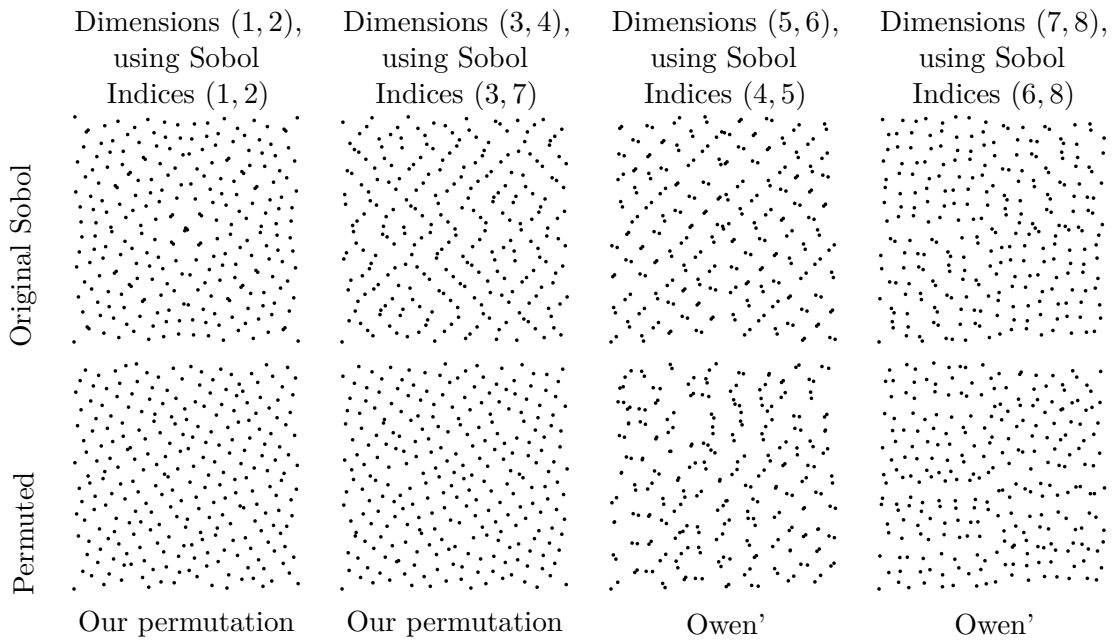 Dimensions (1, 2),
using Sobol
Indices (1, 2)
Dimensions (3, 4),
using Sobol
Indices (3, 7)
Dimensions (5, 6),
using Sobol
Indices (4, 5)
Dimensions (7, 8),
using Sobol
Indices (6, 8)
Original Sobol
Permuted
Our permutation
Our permutation
Owen’
Owen’